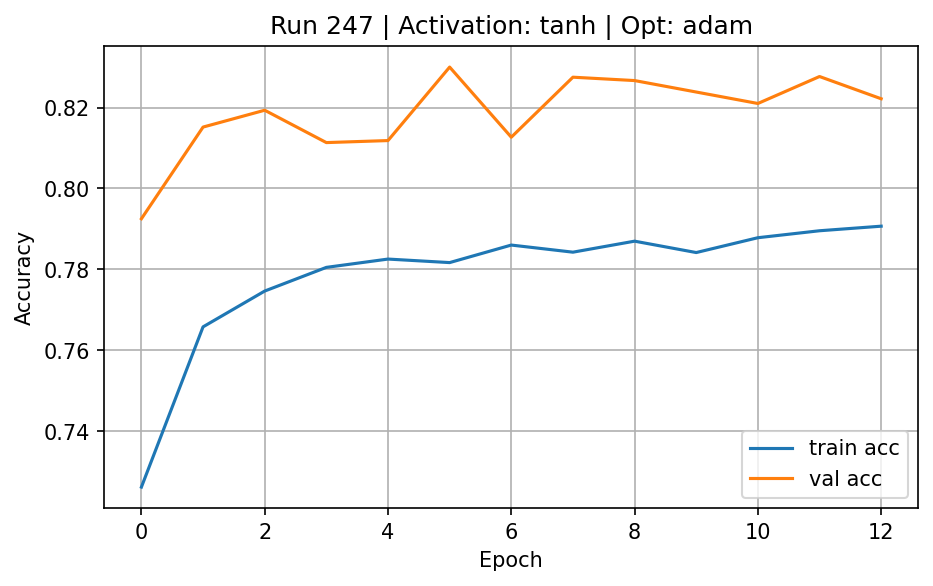 Run 247 | Activation: tanh | Opt: adam
Accuracy
0.82
0.80
0.78
0.76
0.74
train acc
val acc
0 2 4 6 8 10 12
Epoch